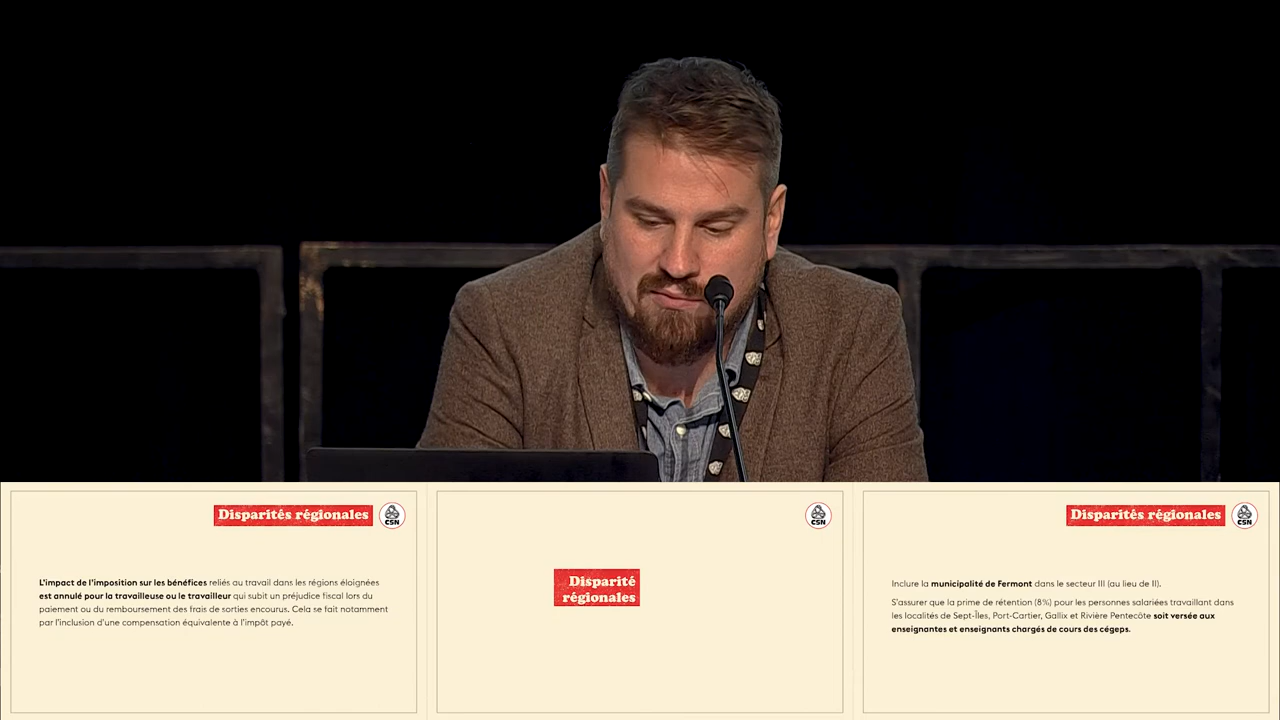 Disparités régionales
CSN
L'impact de l'imposition sur les bénéfices reliés au travail dans les régions éloignées
est annulé pour la travailleuse ou le travailleur qui subit un préjudice fiscal lors du
paiement ou du remboursement des frais de sorties encourus. Cela se fait notamment
par l'inclusion d'une compensation équivalente à l'impôt payé.
CSN
Disparité
régionales
Disparités régionales
CSN
Inclure la municipalité de Fermont dans le secteur III (au lieu de II).
S'assurer que la prime de rétention (8%) pour les personnes salariées travaillant dans
les localités de Sept-Îles, Port-Cartier, Gallix et Rivière Pentecôte soit versée aux
enseignantes et enseignants chargés de cours des cégeps.